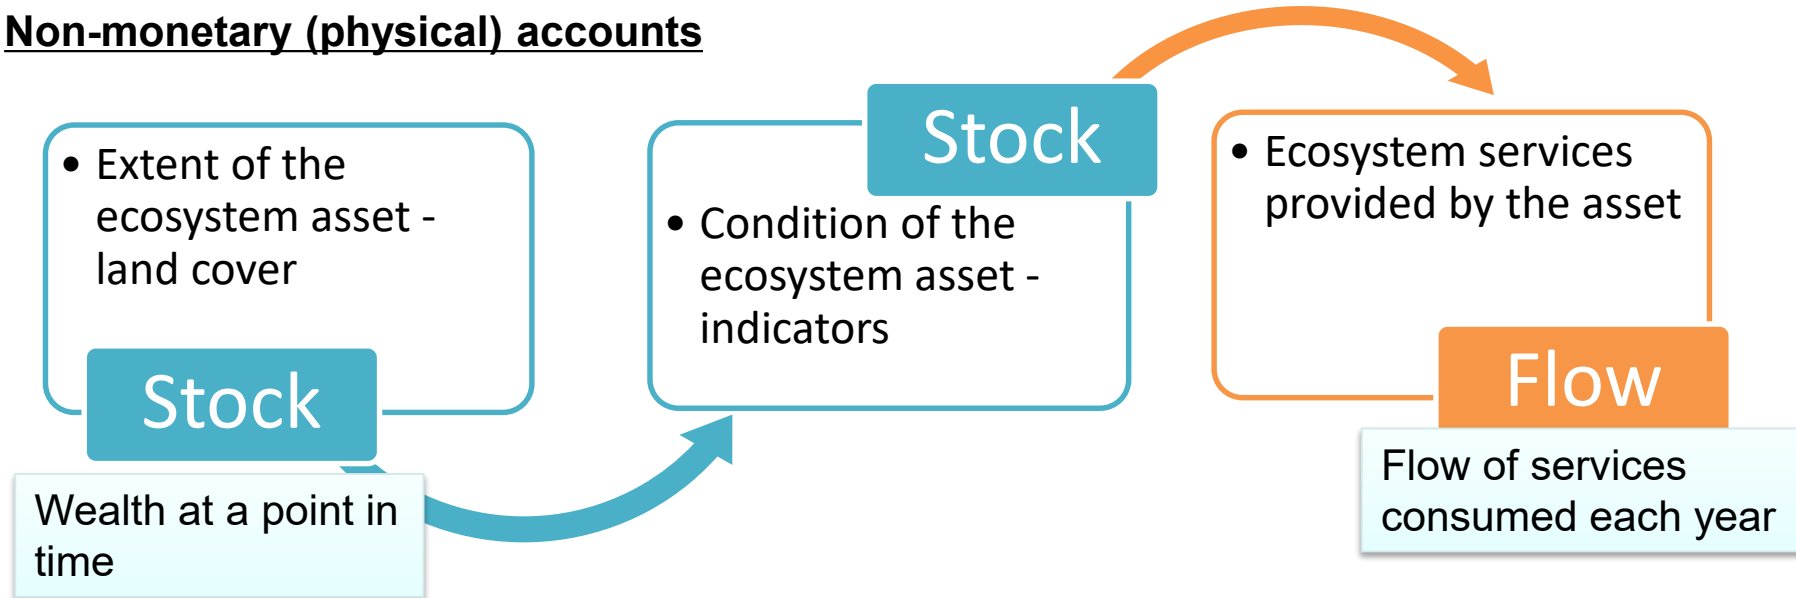 Non-monetary (physical) accounts
• Extent of the
ecosystem asset -
land cover
Stock
Wealth at a point in
time
Stock
• Condition of the
ecosystem asset -
indicators
• Ecosystem services
provided by the asset
Flow
Flow of services
consumed each year